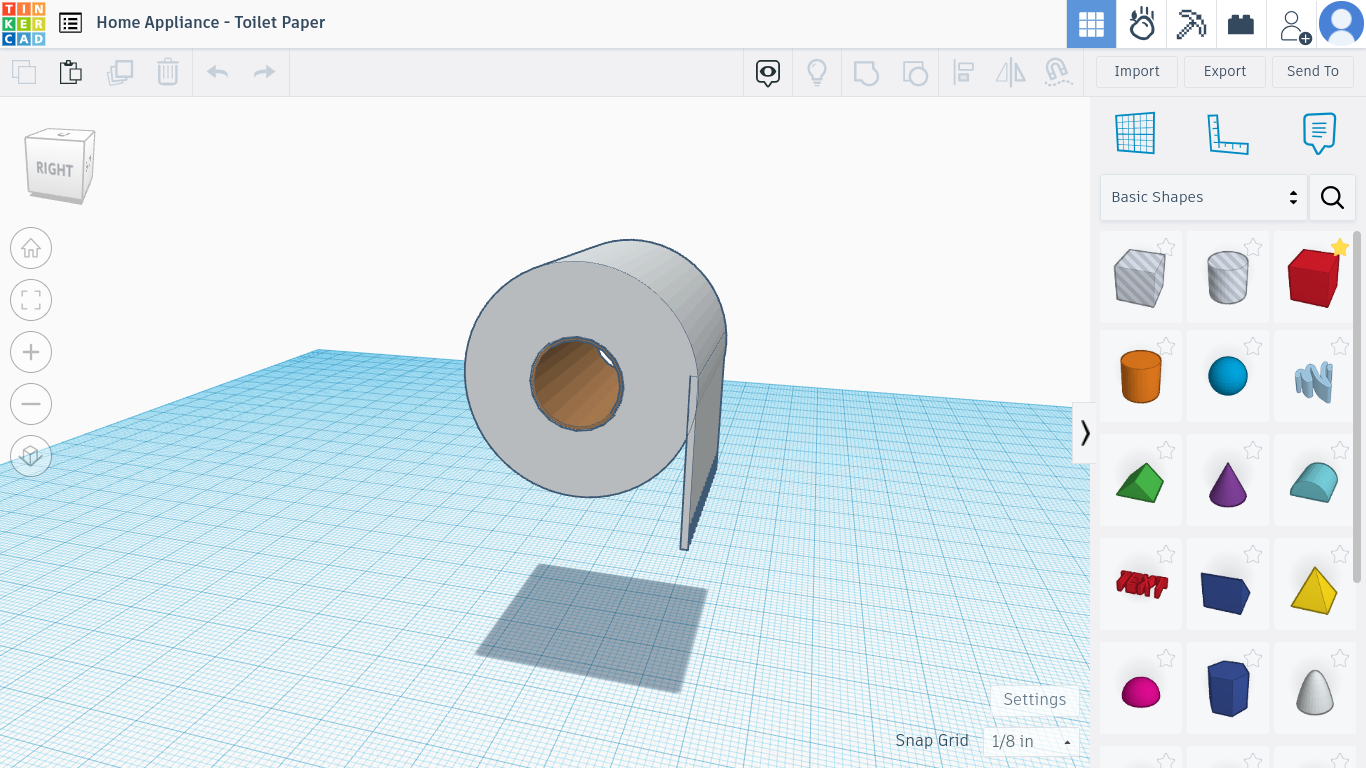 TIN
KER
CAD
Home Appliance - Toilet Paper
Import
Export
Send To
RIGHT
Basic Shapes
TEXT
Settings
Snap Grid
1/8 in